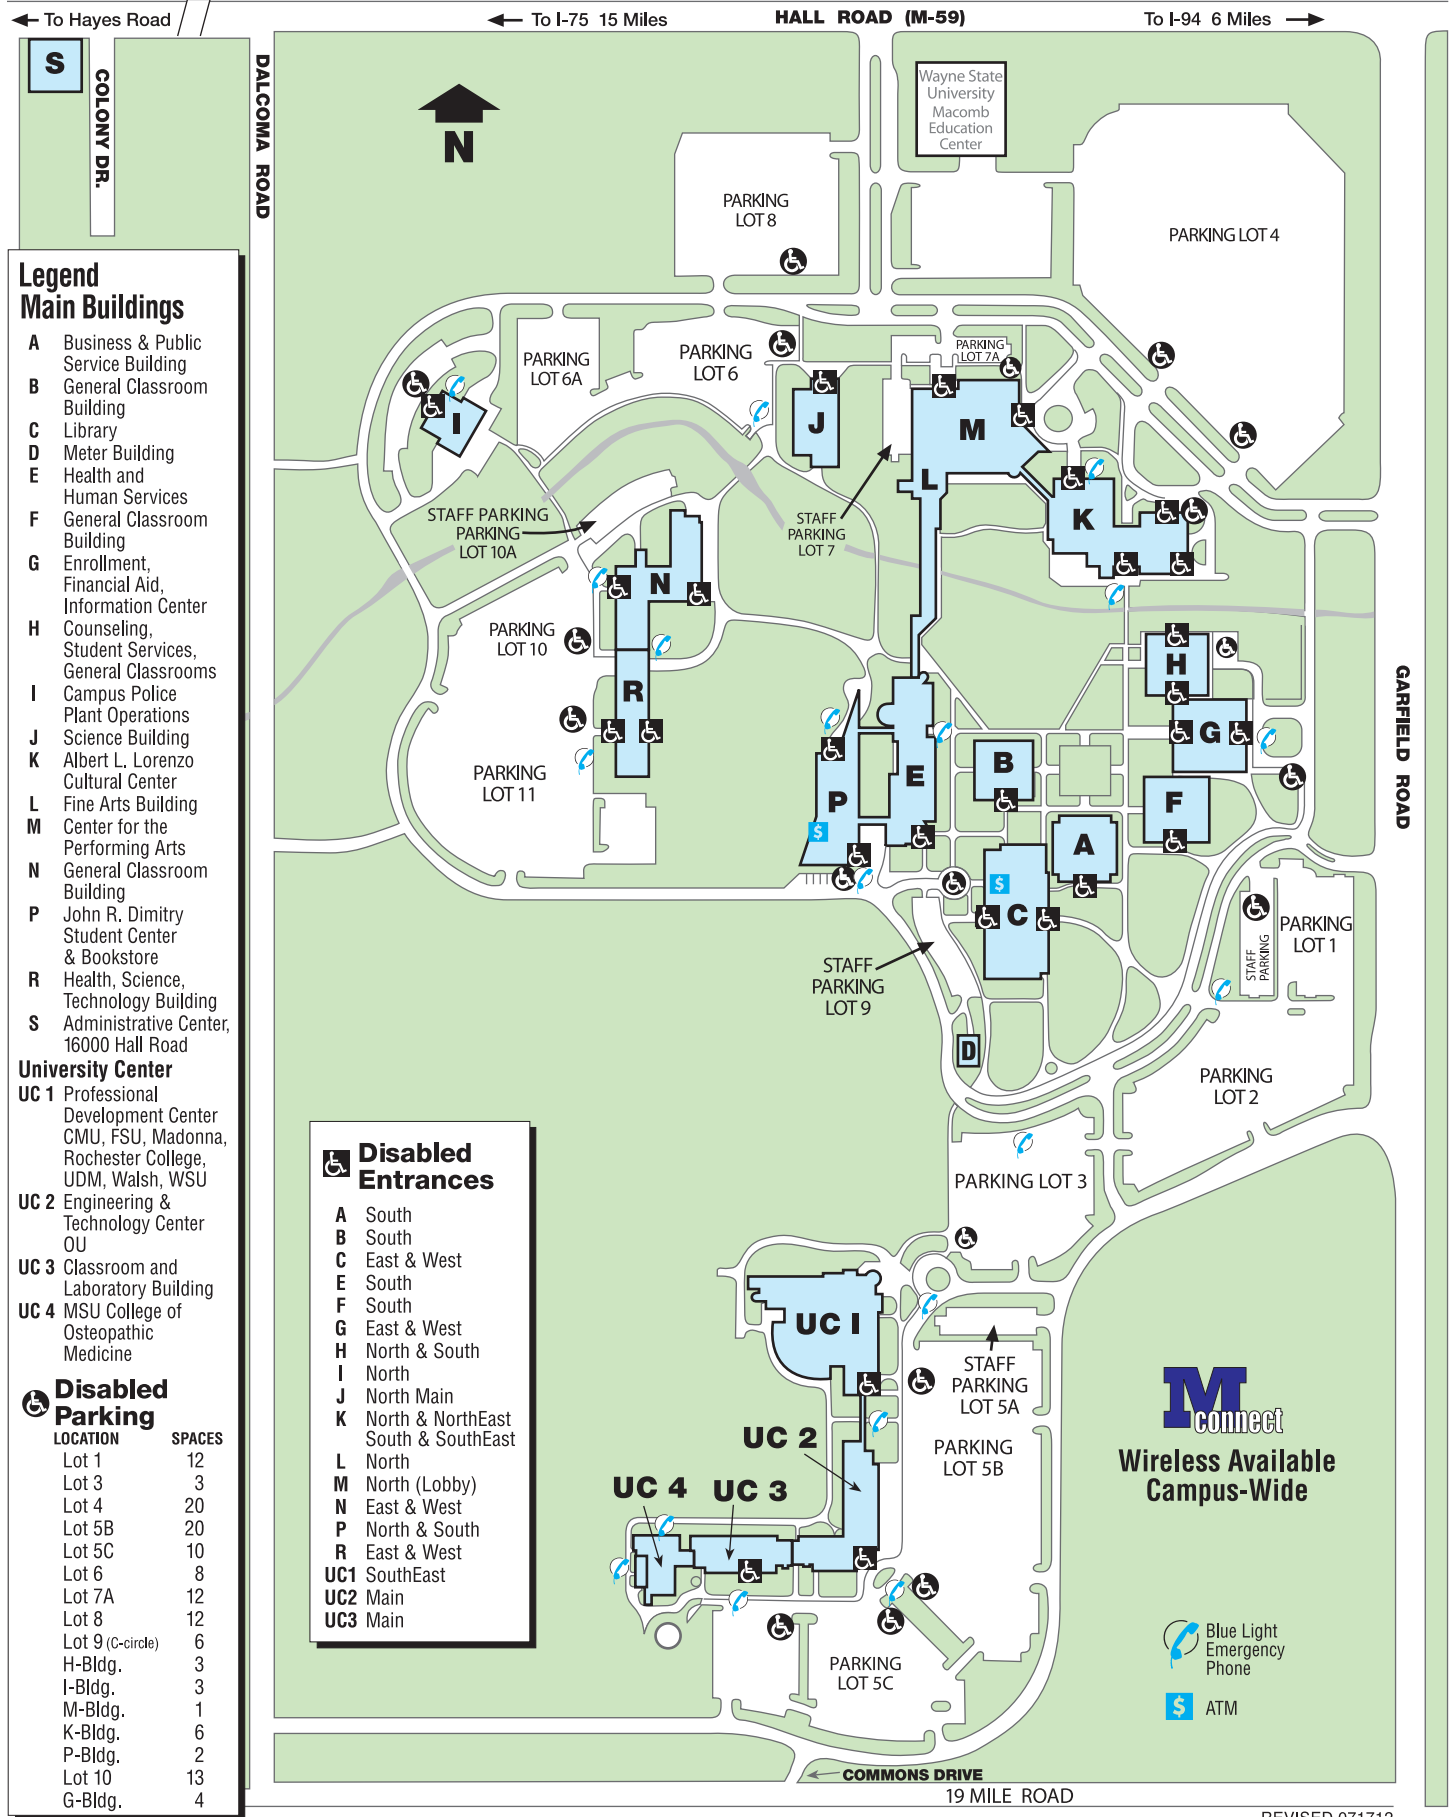 To Hayes Road
To I-75 15 Miles
HALL ROAD (M-59)
To I-94 6 Miles
S
COLONY DR.
DALCOMA ROAD
N
Wayne State
University
Macomb
Education
Center
PARKING
LOT 8
PARKING LOT 4
Legend
Main Buildings
A Business & Public
Service Building
B General Classroom
Building
C Library
D Meter Building
E Health and
Human Services
F General Classroom
Building
G Enrollment,
Financial Aid,
Information Center
H Counseling,
Student Services,
General Classrooms
I Campus Police
Plant Operations
J Science Building
K Albert L. Lorenzo
Cultural Center
L Fine Arts Building
M Center for the
Performing Arts
N General Classroom
Building
P John R. Dimitry
Student Center
& Bookstore
R Health, Science,
Technology Building
S Administrative Center,
16000 Hall Road
University Center
UC 1 Professional
Development Center
CMU, FSU, Madonna,
Rochester College,
UDM, Walsh, WSU
UC 2 Engineering &
Technology Center
OU
UC 3 Classroom and
Laboratory Building
UC 4 MSU College of
Osteopathic
Medicine
Disabled
Parking
LOCATION SPACES
Lot 1 12
Lot 3 3
Lot 4 20
Lot 5B 20
Lot 5C 10
Lot 6 8
Lot 7A 12
Lot 8 12
Lot 9 (C-circle) 6
H-Bldg. 3
I-Bldg. 3
M-Bldg. 1
K-Bldg. 6
P-Bldg. 2
Lot 10 13
G-Bldg. 4
PARKING
LOT 6A
PARKING
LOT 6
PARKING
LOT 7A
I
J
M
L
K
STAFF PARKING
PARKING
LOT 10A
STAFF
PARKING
LOT 7
N
PARKING
LOT 10
R
H
G
GARFIELD ROAD
PARKING
LOT 11
P
$
E
B
F
A
$
C
STAFF
PARKING
LOT 9
STAFF
PARKING
PARKING
LOT 1
D
PARKING
LOT 2
PARKING LOT 3
Disabled
Entrances
A South
B South
C East & West
E South
F South
G East & West
H North & South
I North
J North Main
K North & NorthEast
South & SouthEast
L North
M North (Lobby)
N East & West
P North & South
R East & West
UC1 SouthEast
UC2 Main
UC3 Main
UC I
STAFF
PARKING
LOT 5A
PARKING
LOT 5B
UC 2
UC 4
UC 3
PARKING
LOT 5C
M
connect
Wireless Available
Campus-Wide
Blue Light
Emergency
Phone
$ ATM
COMMONS DRIVE
19 MILE ROAD
REVISED 071712